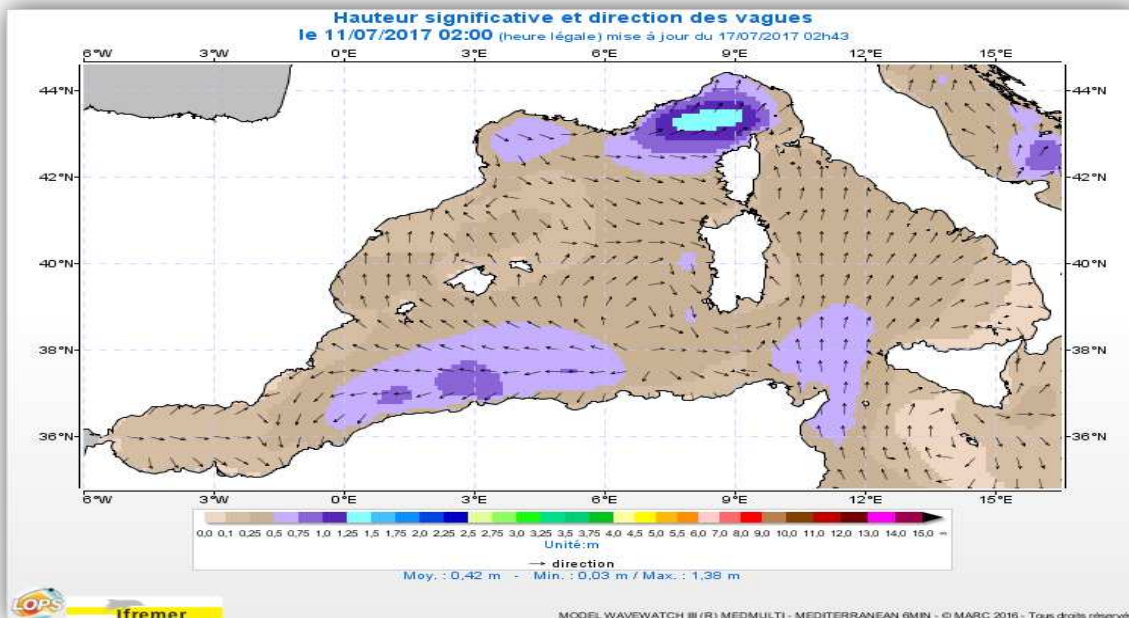 Hauteur significative et direction des vagues
le 11/07/2017 02:00 (heure légale) mise à jour du 17/07/2017 02h43
6°W 3°W 0°E 3°E 6°E 9°E 12°E 15°E
44°N 44°N
42°N 42°N
40°N 40°N
38°N 38°N
36°N 36°N
6°W 3°W 0°E 3°E 6°E 9°E 12°E 15°E
0,0 0,1 0,25 0,5 0,75 1,0 1,25 1,5 1,75 2,0 2,25 2,5 2,75 3,0 3,25 3,5 3,75 4,0 4,5 5,0 5,5 6,0 7,0 8,0 9,0 10,0 11,0 12,0 13,0 14,0 15,0 m
Unité:m
→ direction
Moy. : 0,42 m - Min. : 0,03 m / Max. : 1,38 m
LOPS
Ifremer
MODEL WAVEWATCH III (R) MEDMULTI - MEDITERRANEAN 6MIN - © MARC 2016 - Tous droits réservés